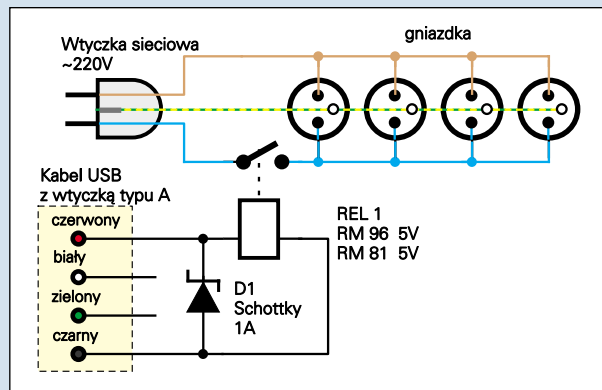 Wtyczka sieciowa
~220V
gniazdka
Kabel USB
z wtyczką typu A
czerwony
biały
zielony
czarny
REL 1
RM 96 5V
RM 81 5V
D1
Schottky
1A